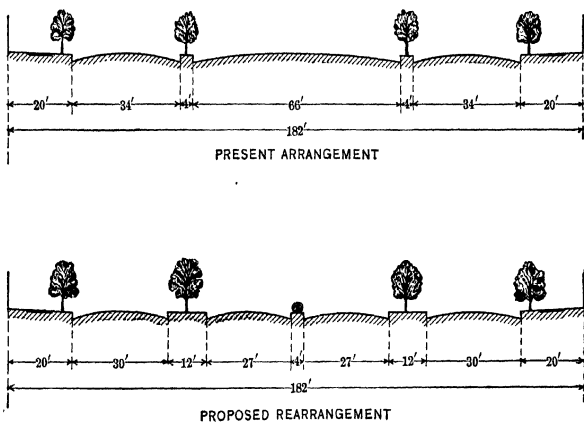 20' 34' 4' 66' 4' 34' 20'
182'
PRESENT ARRANGEMENT
20' 30' 12' 27' 4' 27' 12' 30' 20'
182'
PROPOSED REARRANGEMENT